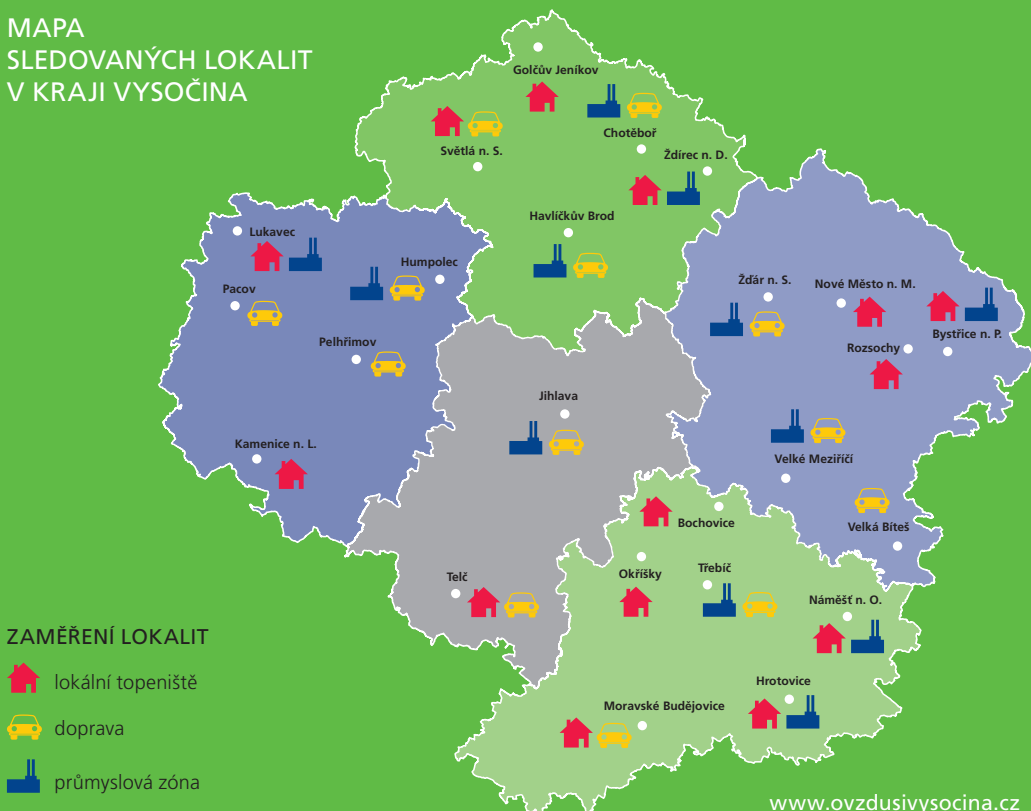 MAPA
SLEDOVANÝCH LOKALIT
V KRAJI VYSOČINA
Golčův Jeníkov
Chotěboř
Světlá n. S.
Ždírec n. D.
Havlíčkův Brod
Lukavec
Humpolec
Pacov
Pelhřimov
Kamenice n. L.
Žďár n. S.
Nové Město n. M.
Bystřice n. P.
Rozsochy
Velké Meziříčí
Velká Bíteš
Jihlava
Telč
Bochovice
Okříšky
Třebíč
Náměšť n. O.
Hrotovice
Moravské Budějovice
ZAMĚŘENÍ LOKALIT
lokální topeniště
doprava
průmyslová zóna
www.ovzdusivysocina.cz